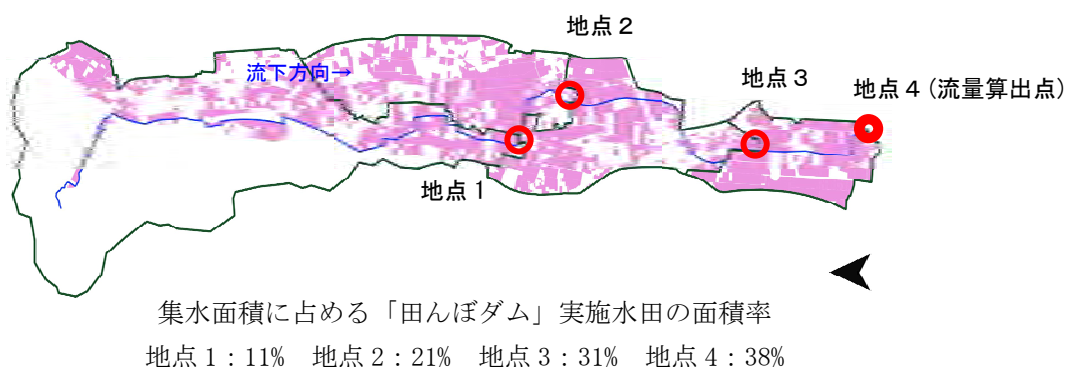 地点２
流下方向→
地点３
地点４（流量算出点）
地点１
集水面積に占める「田んぼダム」実施水田の面積率
地点１：11%　地点２：21%　地点３：31%　地点４：38%